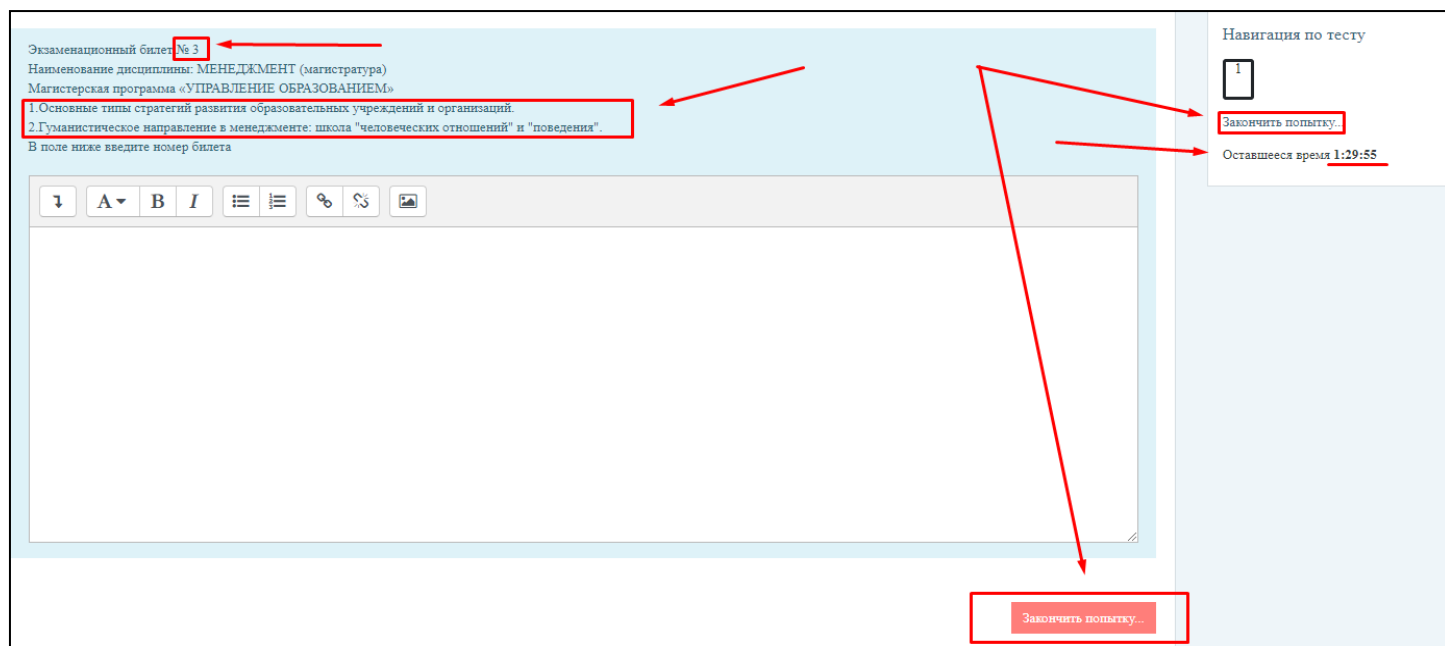 Экзаменационный билет № 3
Наименование дисциплины: МЕНЕДЖМЕНТ (магистратура)
Магистерская программа «УПРАВЛЕНИЕ ОБРАЗОВАНИЕМ»
1.Основные типы стратегий развития образовательных учреждений и организаций.
2.Гуманистическое направление в менеджменте: школа "человеческих отношений" и "поведения".
В поле ниже введите номер билета
A B I
Закончить попытку...
Навигация по тесту
1
Закончить попытку...
Оставшееся время 1:29:55